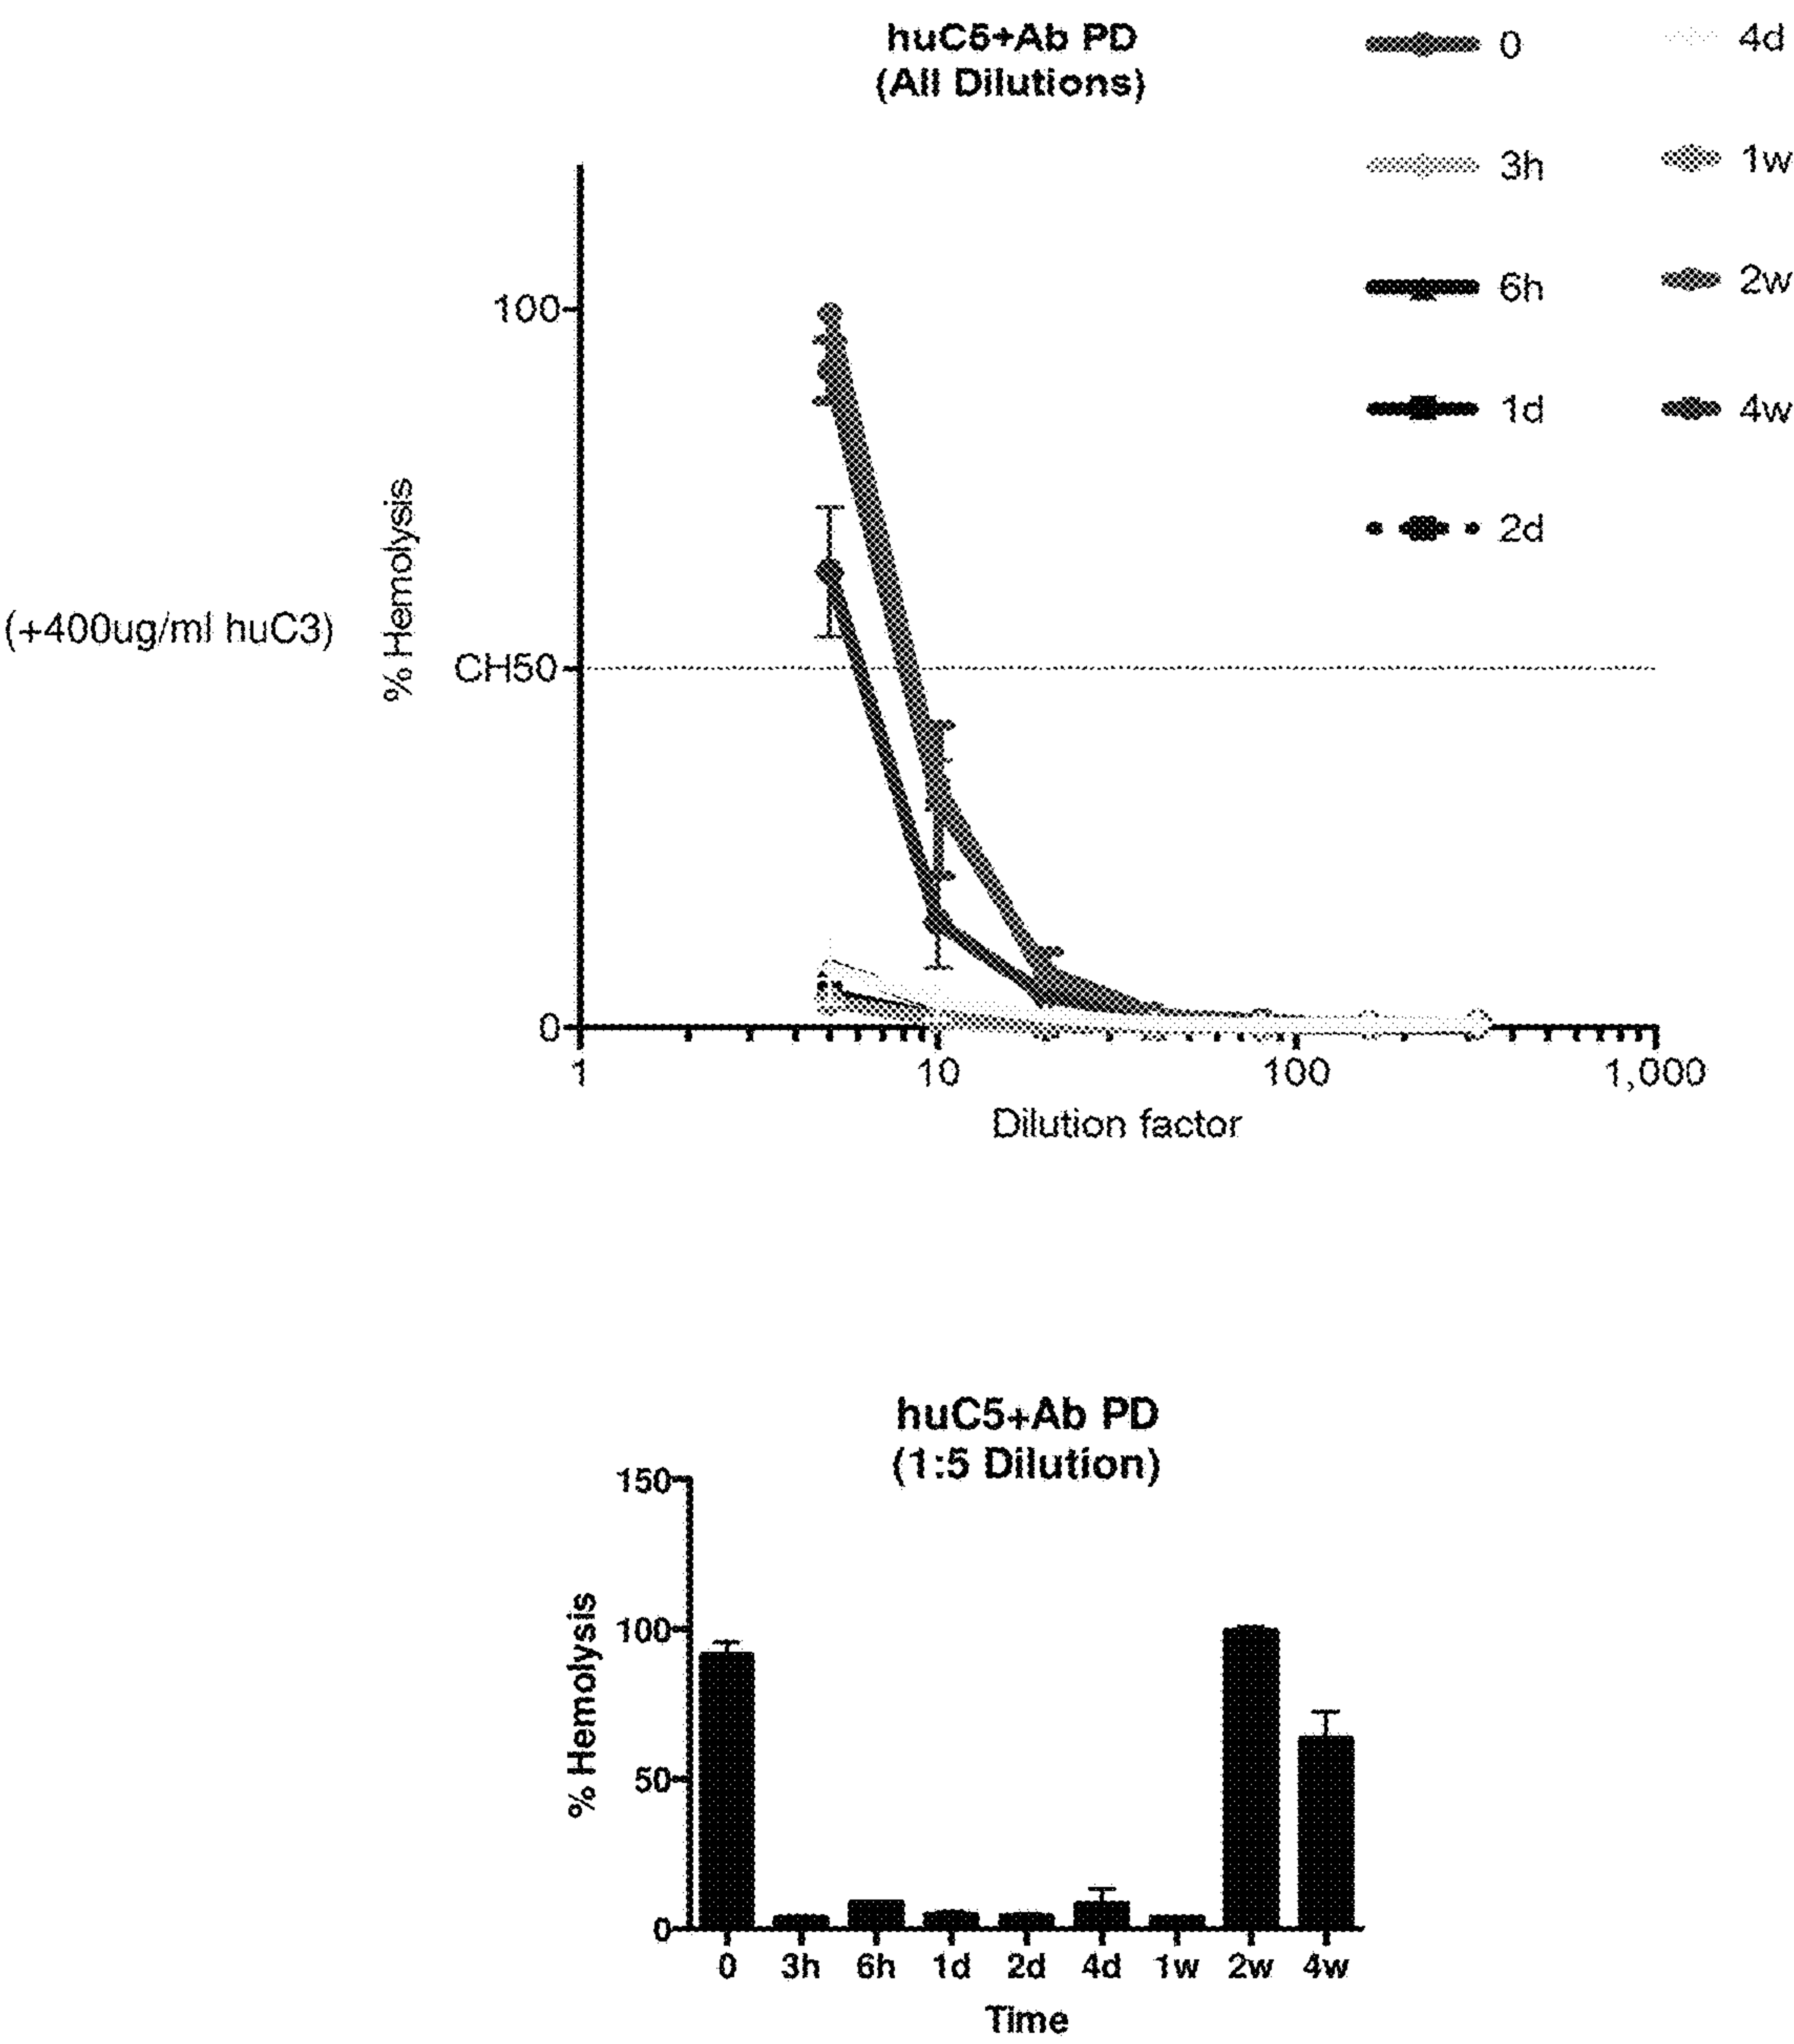 huC5+Ab PD
(All Dilutions)
0
3h
6h
1d
2d
4d
1w
2w
4w
(+400ug/ml huC3)
% Hemolysis
100
CH50
0
1
10
100
1,000
Dilution factor
huC5+Ab PD
(1:5 Dilution)
% Hemolysis
150
100
50
0
0 3h 6h 1d 2d 4d 1w 2w 4w
Time